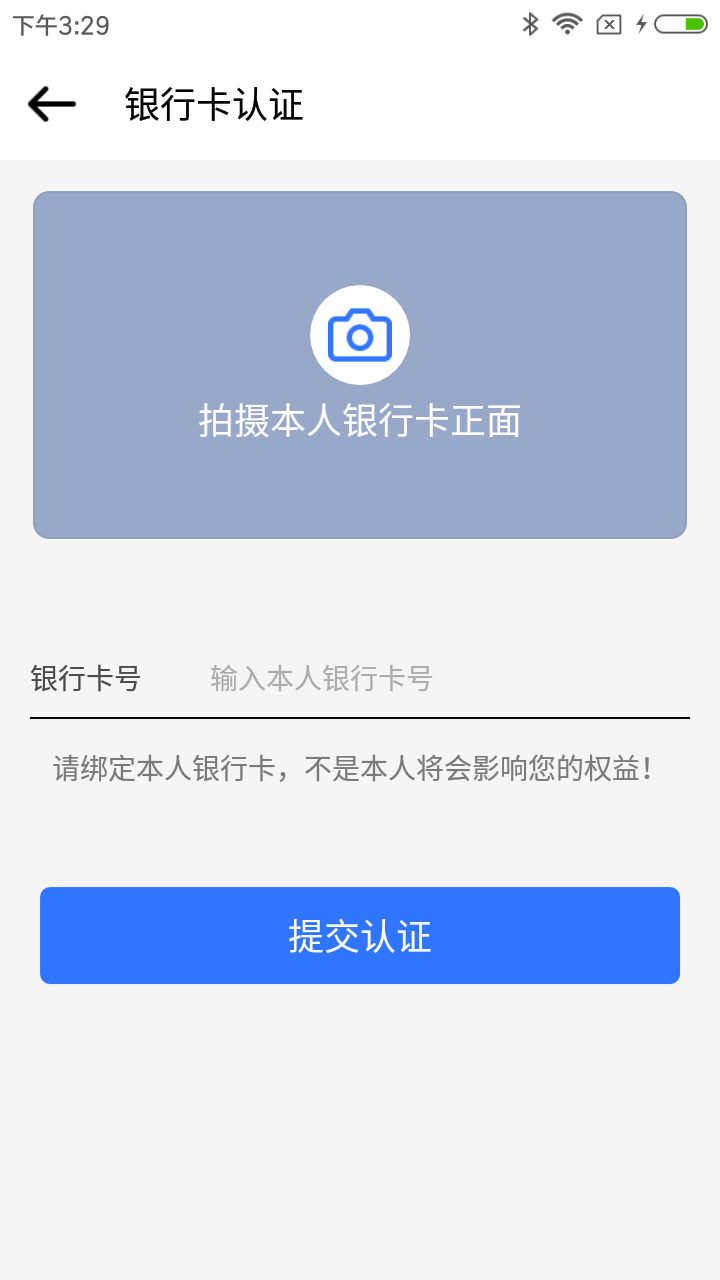 下午3:29
银行卡认证
拍摄本人银行卡正面
银行卡号 输入本人银行卡号
请绑定本人银行卡，不是本人将会影响您的权益！
提交认证